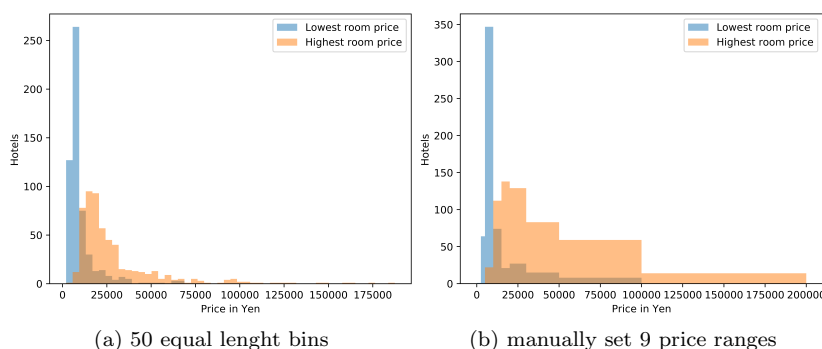 Lowest room price
Highest room price
250
200
150
100
50
0
Hotels
0 25000 50000 75000 100000 125000 150000 175000
Price in Yen
(a) 50 equal lenght bins
Lowest room price
Highest room price
350
300
250
200
150
100
50
0
Hotels
0 25000 50000 75000 100000 125000 150000 175000 200000
Price in Yen
(b) manually set 9 price ranges